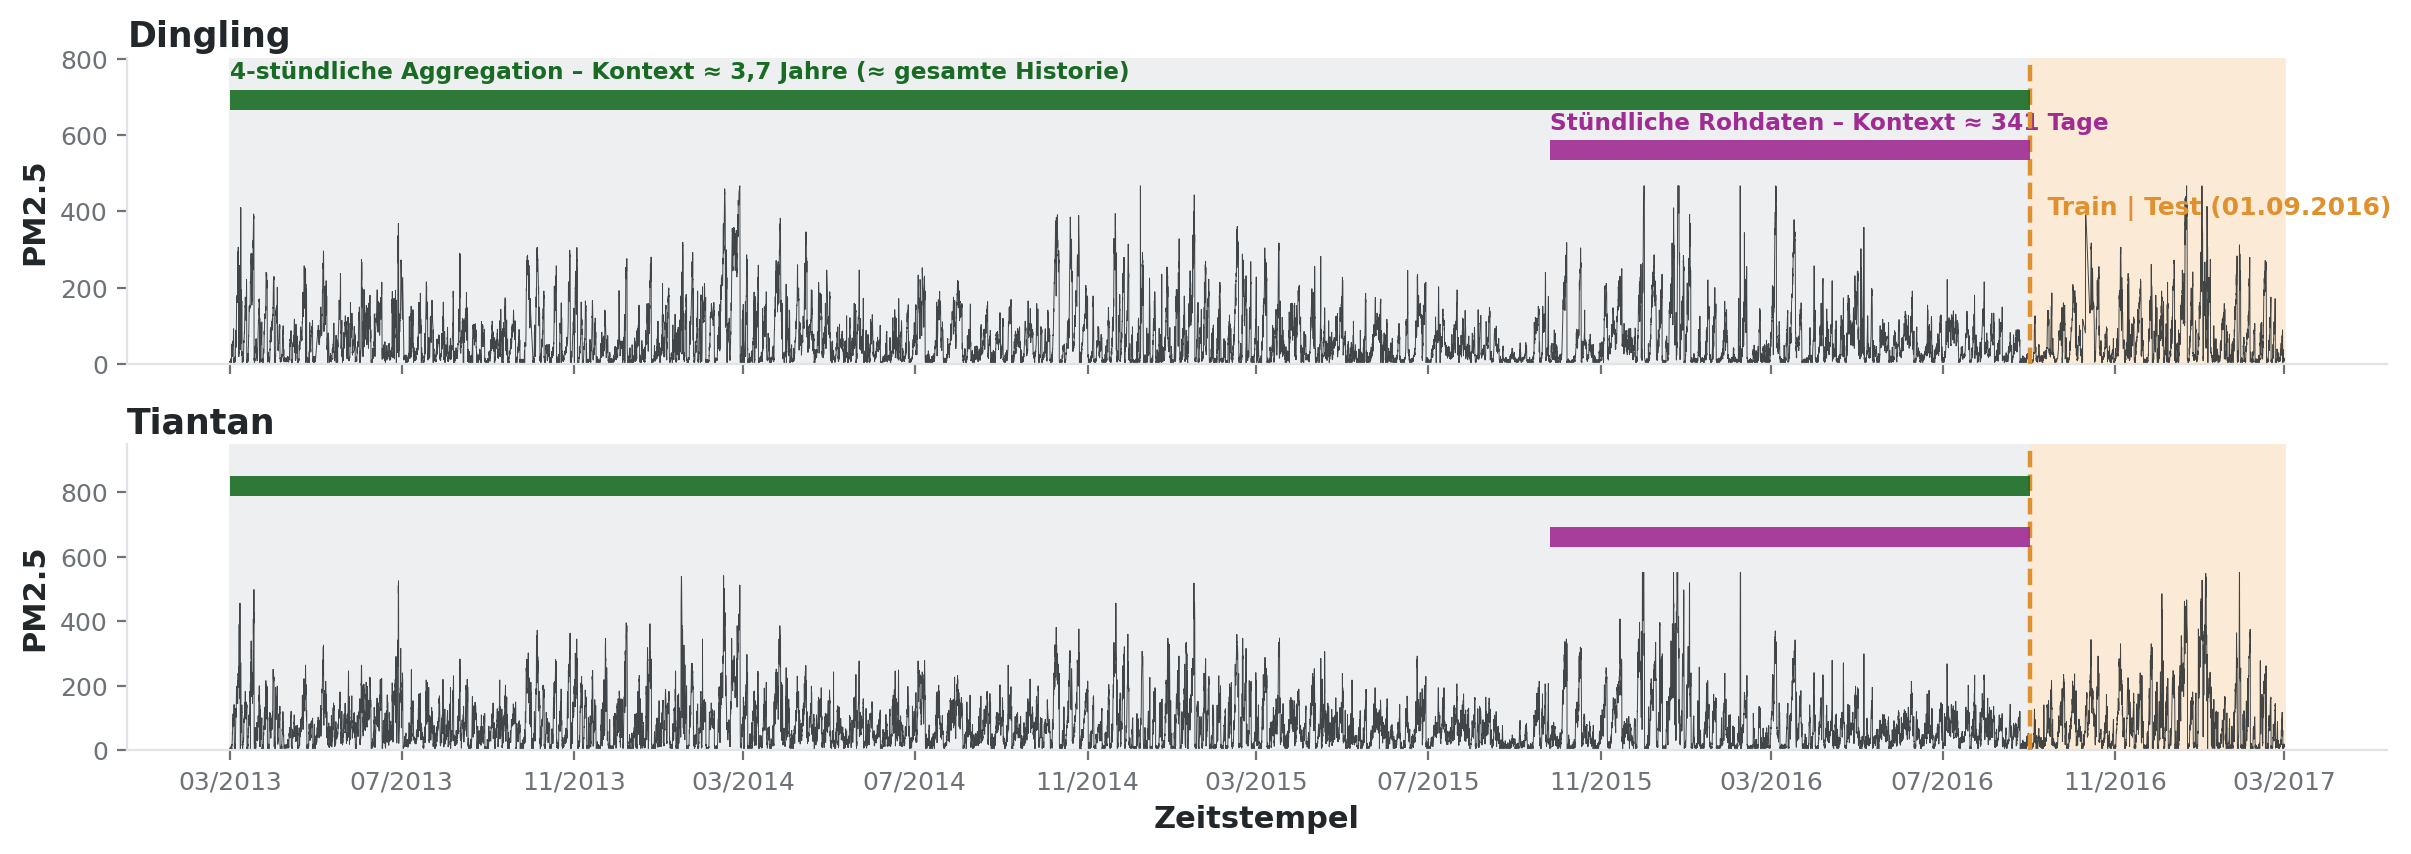 Dingling
800
4-stündliche Aggregation – Kontext ≈ 3,7 Jahre (≈ gesamte Historie)
600
Stündliche Rohdaten – Kontext ≈ 341 Tage
PM2.5
400
Train | Test (01.09.2016)
200
0
Tiantan
800
600
PM2.5
400
200
0
03/2013 07/2013 11/2013 03/2014 07/2014 11/2014 03/2015 07/2015 11/2015 03/2016 07/2016 11/2016 03/2017
Zeitstempel